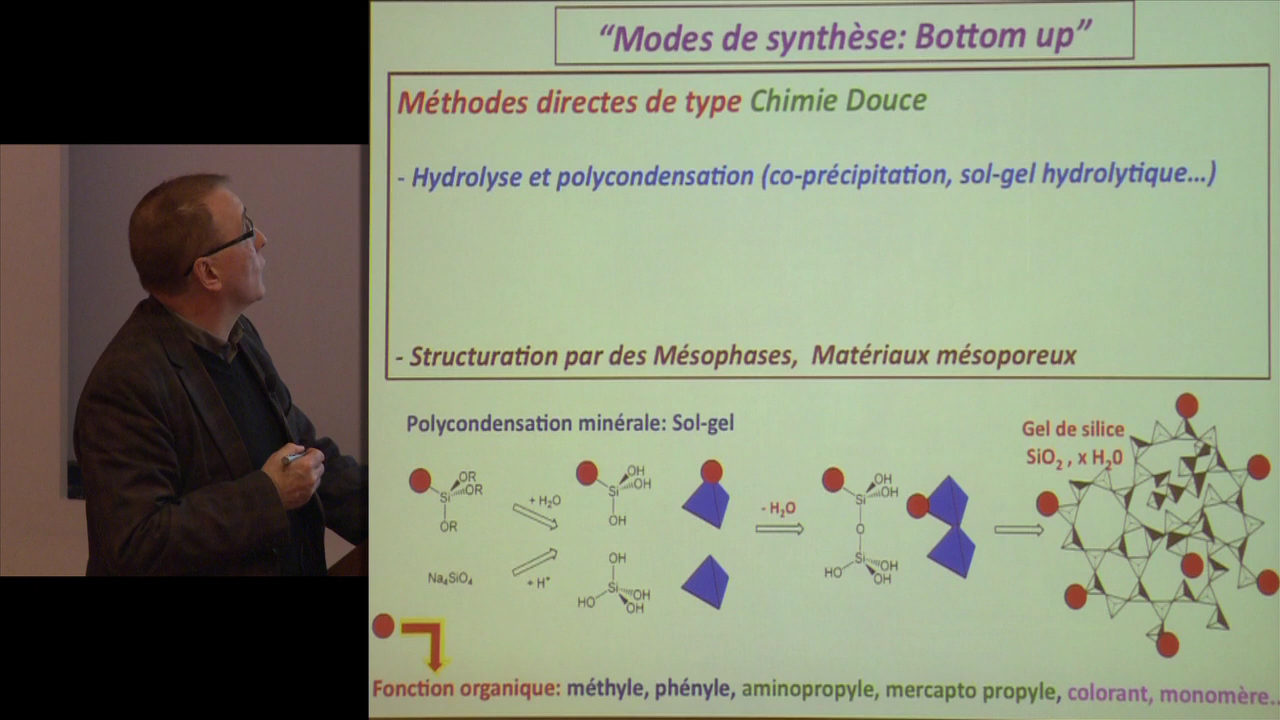 “Modes de synthèse: Bottom up”
Méthodes directes de type Chimie Douce
- Hydrolyse et polycondensation (co-précipitation, sol-gel hydrolytique...)
- Structuration par des Mésophases, Matériaux mésoporeux
Polycondensation minérale: Sol-gel
Gel de silice
SiO2 , x H20
OR
Si OR
OR
+ H2O
OH
Si OH
OH
- H2O
OH
Si OH
O
Si OH
HO OH
Na4SiO4
+ H+
OH
Si OH
HO OH
Fonction organique: méthyle, phényle, aminopropyle, mercapto propyle, colorant, monomère..